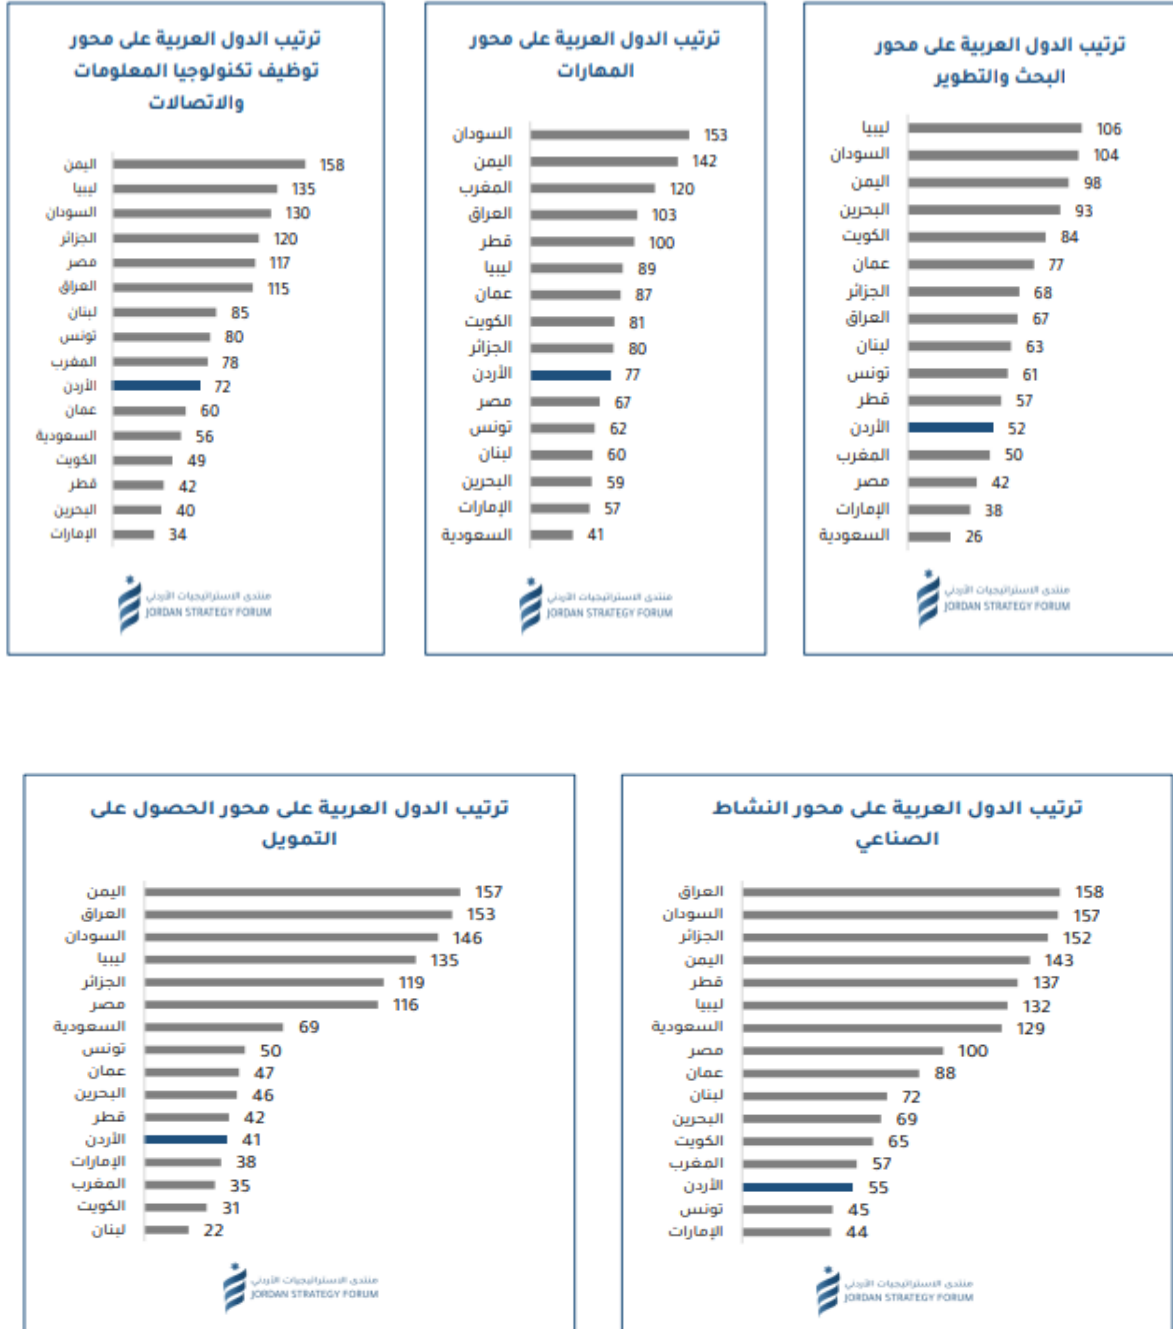 ترتيب الدول العربية على محور
البحث والتطوير
ليبيا 106
السودان 104
اليمن 98
البحرين 93
الكويت 84
عمان 77
الجزائر 68
العراق 67
لبنان 63
تونس 61
قطر 57
الأردن 52
المغرب 50
مصر 42
الإمارات 38
السعودية 26
منتدى الاستراتيجيات الأردني
JORDAN STRATEGY FORUM
ترتيب الدول العربية على محور
المهارات
السودان 153
اليمن 142
المغرب 120
العراق 103
قطر 100
ليبيا 89
عمان 87
الكويت 81
الجزائر 80
الأردن 77
مصر 67
تونس 62
لبنان 60
البحرين 59
الإمارات 57
السعودية 41
منتدى الاستراتيجيات الأردني
JORDAN STRATEGY FORUM
ترتيب الدول العربية على محور
توظيف تكنولوجيا المعلومات
والاتصالات
اليمن 158
ليبيا 135
السودان 130
الجزائر 120
مصر 117
العراق 115
لبنان 85
تونس 80
المغرب 78
الأردن 72
عمان 60
السعودية 56
الكويت 49
قطر 42
البحرين 40
الإمارات 34
منتدى الاستراتيجيات الأردني
JORDAN STRATEGY FORUM
ترتيب الدول العربية على محور النشاط
الصناعي
العراق 158
السودان 157
الجزائر 152
اليمن 143
قطر 137
ليبيا 132
السعودية 129
مصر 100
عمان 88
لبنان 72
البحرين 69
الكويت 65
المغرب 57
الأردن 55
تونس 45
الإمارات 44
منتدى الاستراتيجيات الأردني
JORDAN STRATEGY FORUM
ترتيب الدول العربية على محور الحصول على
التمويل
اليمن 157
العراق 153
السودان 146
ليبيا 135
الجزائر 119
مصر 116
السعودية 69
تونس 50
عمان 47
البحرين 46
قطر 42
الأردن 41
الإمارات 38
المغرب 35
الكويت 31
لبنان 22
منتدى الاستراتيجيات الأردني
JORDAN STRATEGY FORUM